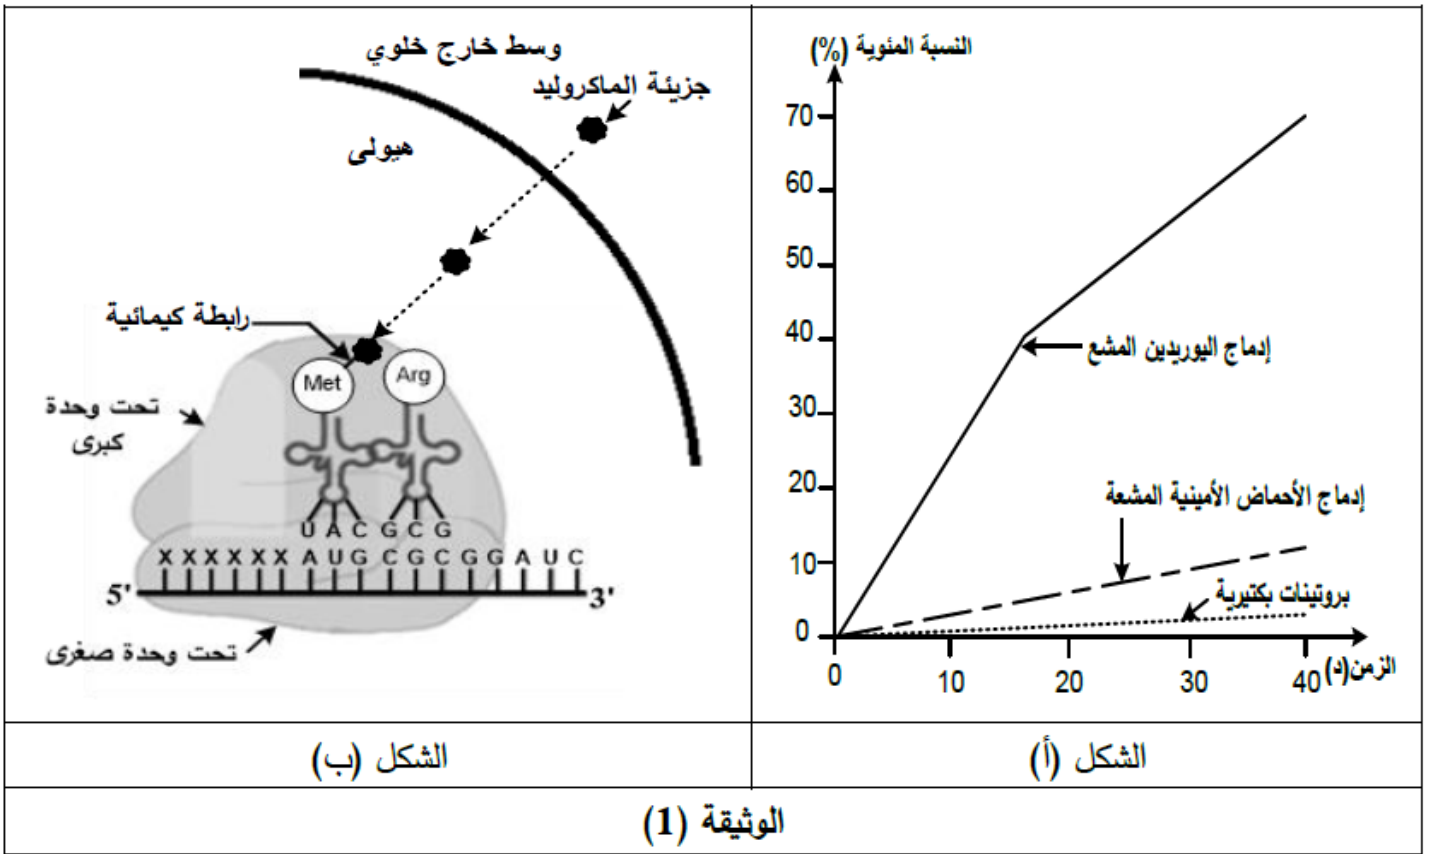 النسبة المئوية (%)
70
60
50
40
30
20
10
0
إدماج اليوريدين المشع
إدماج الأحماض الأمينية المشعة
بروتينات بكتيرية
0 10 20 30 40 الزمن(د)
الشكل (أ)
وسط خارج خلوي
جزيئة الماكروليد
هيولى
رابطة كيمائية
Met Arg
تحت وحدة
كبرى
U A C G C G
X X X X X X A U G C G C G G A U C
5' 3'
تحت وحدة صغرى
الشكل (ب)
الوثيقة (1)